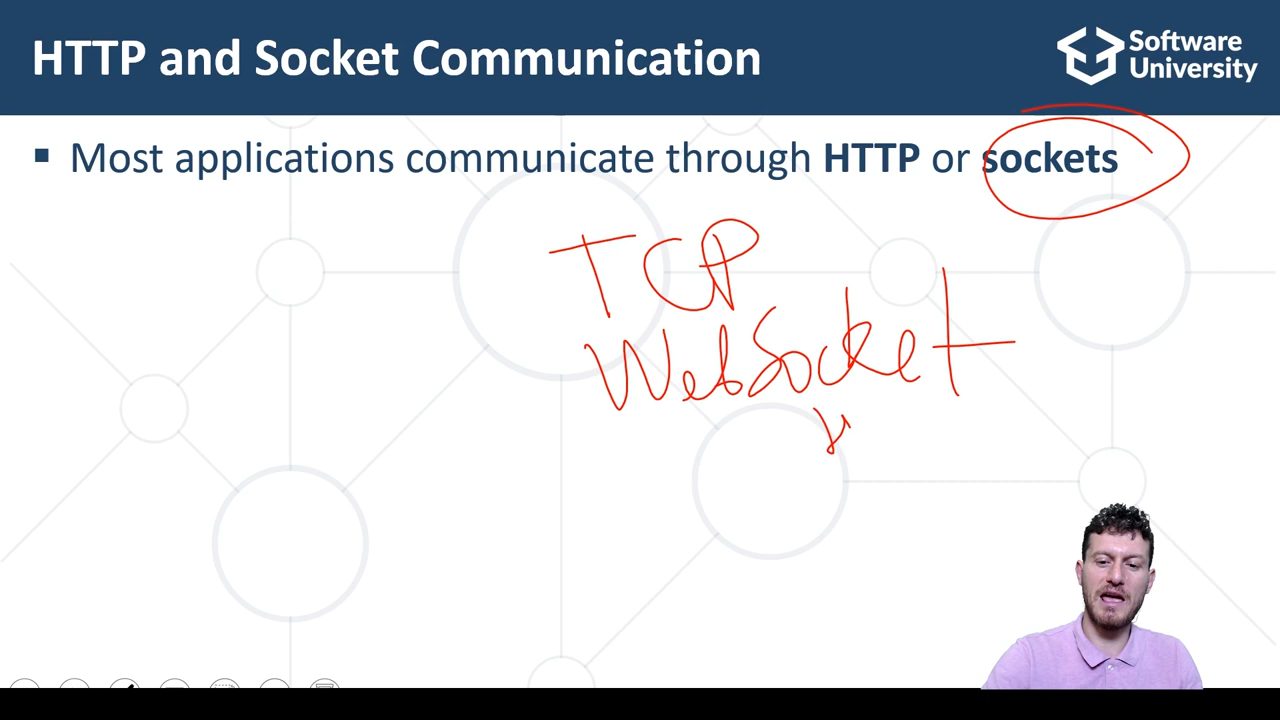 HTTP and Socket Communication
Software
University
▪ Most applications communicate through HTTP or sockets
TCP
WebSocket